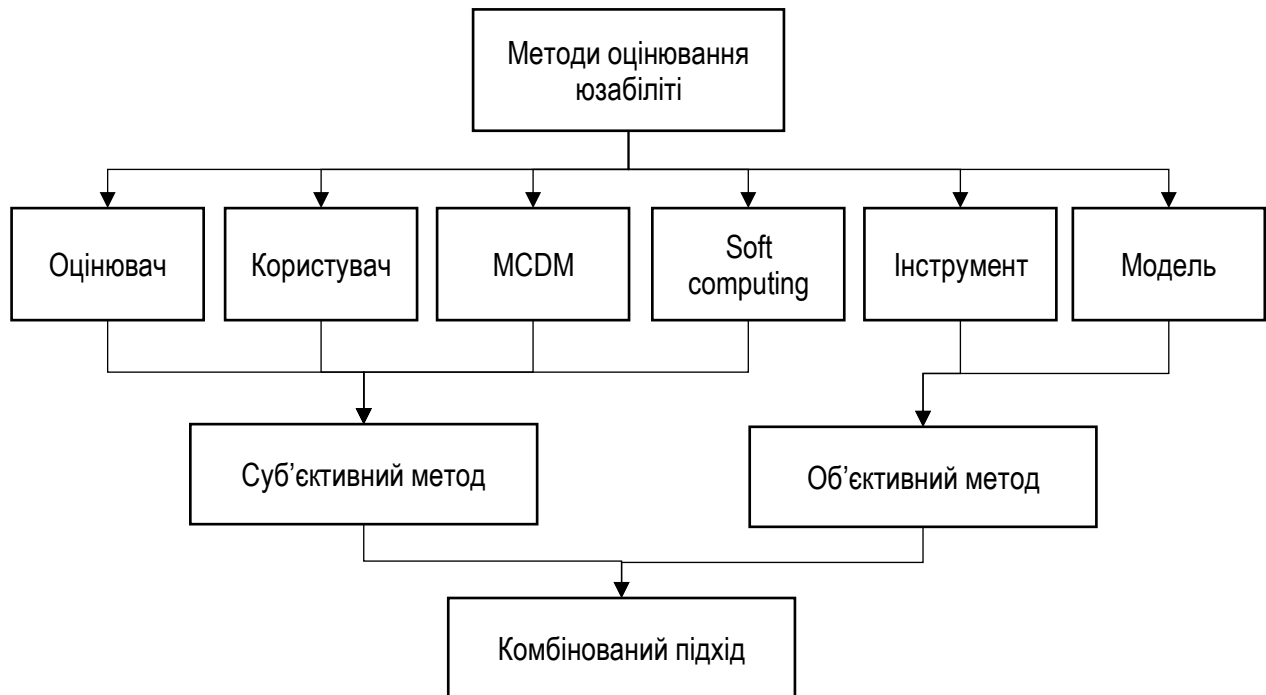 Методи оцінювання
юзабіліті
Оцінювач
Користувач
MCDM
Soft
computing
Інструмент
Модель
Суб’єктивний метод
Об’єктивний метод
Комбінований підхід